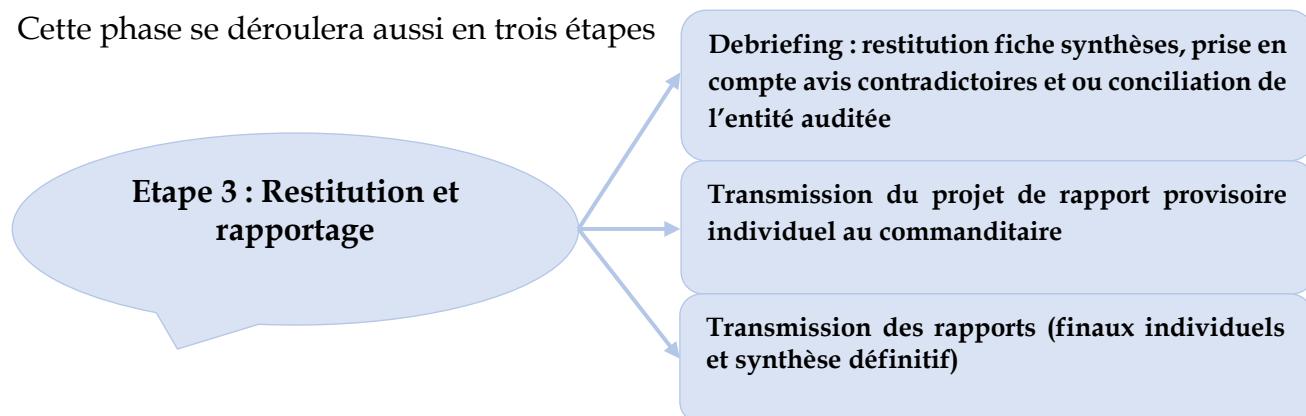 Cette phase se déroulera aussi en trois étapes
Debriefing : restitution fiche synthèses, prise en
compte avis contradictoires et ou conciliation de
l’entité auditée
Etape 3 : Restitution et
rapportage
Transmission du projet de rapport provisoire
individuel au commanditaire
Transmission des rapports (finaux individuels
et synthèse définitif)